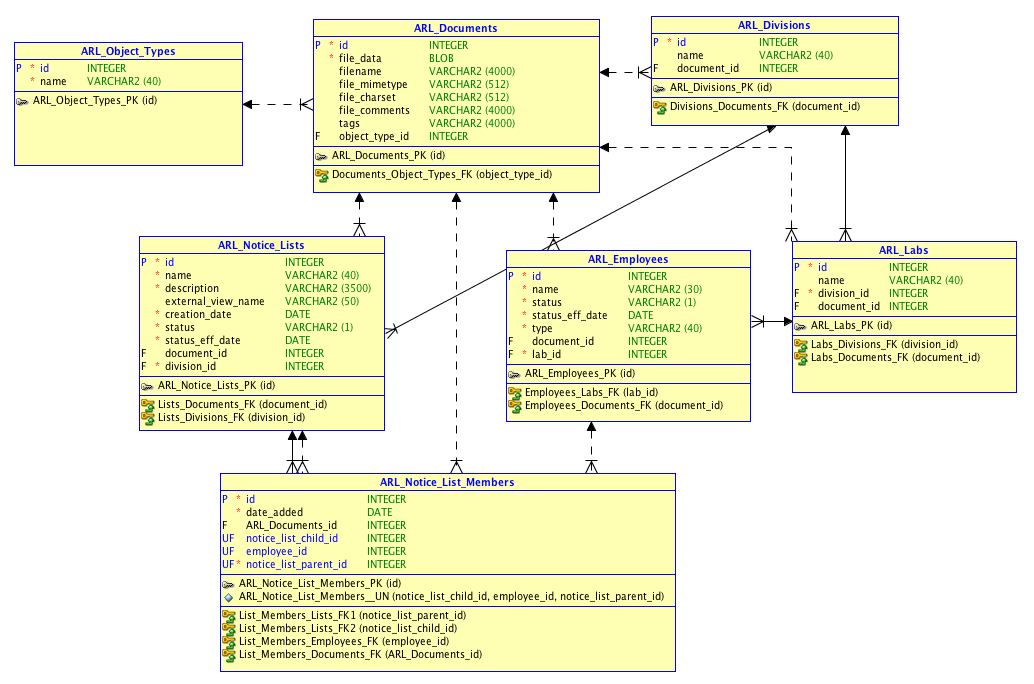 ARL_Object_Types
P * id INTEGER
* name VARCHAR2 (40)
ARL_Object_Types_PK (id)
ARL_Documents
P * id INTEGER
* file_data BLOB
filename VARCHAR2 (4000)
file_mimetype VARCHAR2 (512)
file_charset VARCHAR2 (512)
file_comments VARCHAR2 (4000)
tags VARCHAR2 (4000)
F object_type_id INTEGER
ARL_Documents_PK (id)
Documents_Object_Types_FK (object_type_id)
ARL_Divisions
P * id INTEGER
name VARCHAR2 (40)
F document_id INTEGER
ARL_Divisions_PK (id)
Divisions_Documents_FK (document_id)
ARL_Notice_Lists
P * id INTEGER
* name VARCHAR2 (40)
* description VARCHAR2 (3500)
external_view_name VARCHAR2 (50)
* creation_date DATE
* status VARCHAR2 (1)
* status_eff_date DATE
F document_id INTEGER
F * division_id INTEGER
ARL_Notice_Lists_PK (id)
Lists_Documents_FK (document_id)
Lists_Divisions_FK (division_id)
ARL_Employees
P * id INTEGER
* name VARCHAR2 (30)
* status VARCHAR2 (1)
* status_eff_date DATE
* type VARCHAR2 (40)
F document_id INTEGER
F * lab_id INTEGER
ARL_Employees_PK (id)
Employees_Labs_FK (lab_id)
Employees_Documents_FK (document_id)
ARL_Labs
P * id INTEGER
name VARCHAR2 (40)
F * division_id INTEGER
F document_id INTEGER
ARL_Labs_PK (id)
Labs_Divisions_FK (division_id)
Labs_Documents_FK (document_id)
ARL_Notice_List_Members
P * id INTEGER
* date_added DATE
F ARL_Documents_id INTEGER
UF notice_list_child_id INTEGER
UF employee_id INTEGER
UF * notice_list_parent_id INTEGER
ARL_Notice_List_Members_PK (id)
ARL_Notice_List_Members__UN (notice_list_child_id, employee_id, notice_list_parent_id)
List_Members_Lists_FK1 (notice_list_parent_id)
List_Members_Lists_FK2 (notice_list_child_id)
List_Members_Employees_FK (employee_id)
List_Members_Documents_FK (ARL_Documents_id)